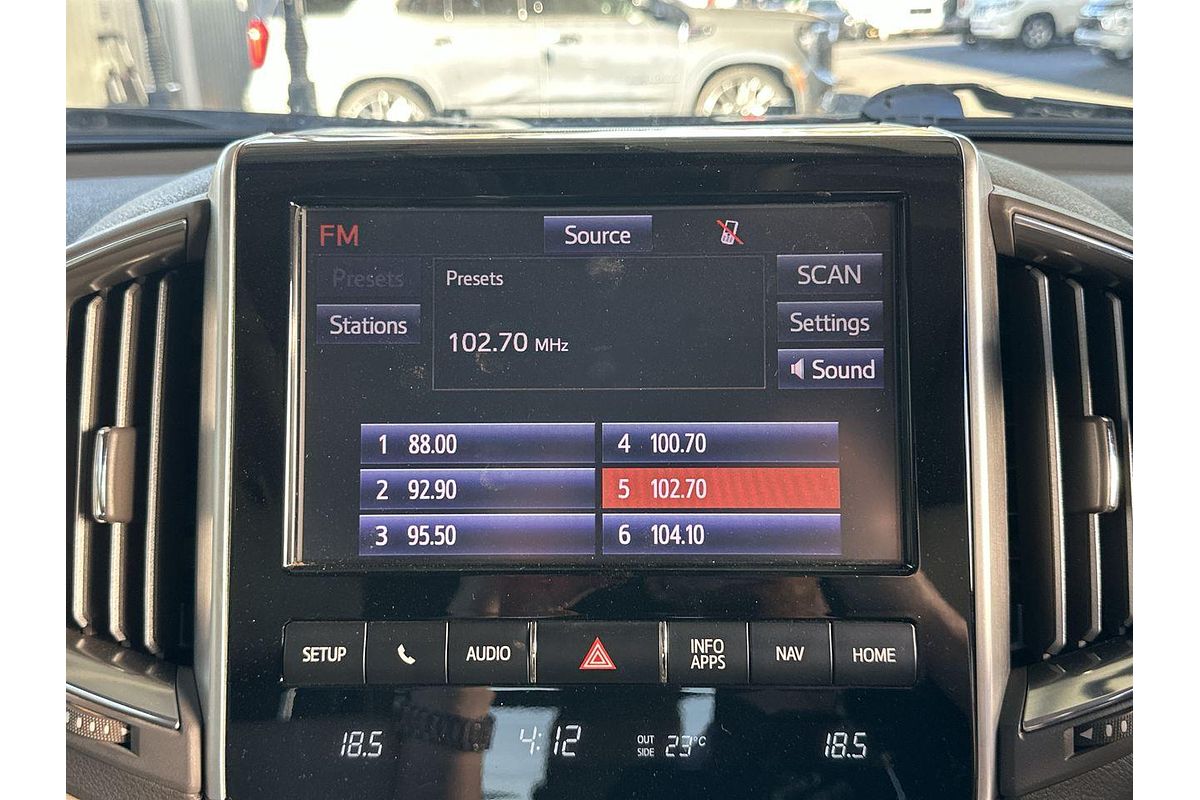 FM
Source
Presets
Presets
SCAN
Stations
102.70 MHz
Settings
Sound
1 88.00
4 100.70
2 92.90
5 102.70
3 95.50
6 104.10
SETUP
AUDIO
INFO
APPS
NAV
HOME
18.5
4:12
OUT
SIDE
23°C
18.5